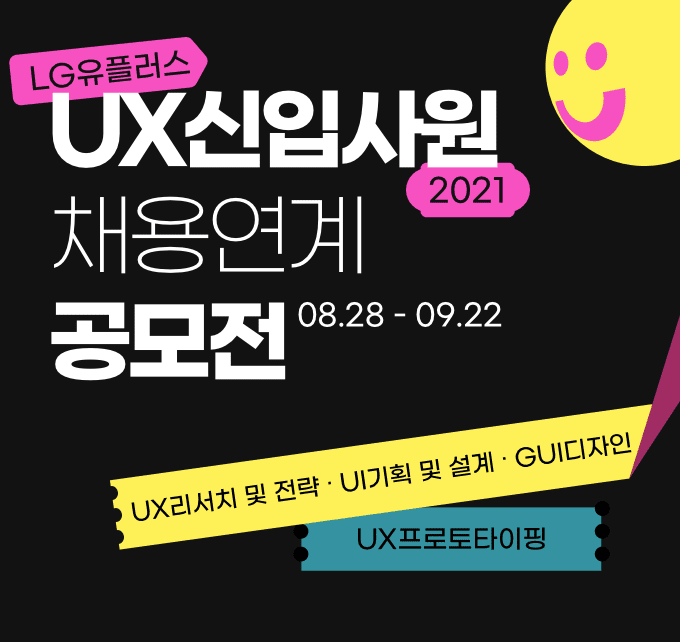 LG유플러스
UX신입사원
2021
채용연계
공모전 08.28 - 09.22
UX리서치 및 전략 · UI기획 및 설계 · GUI디자인
UX프로토타이핑